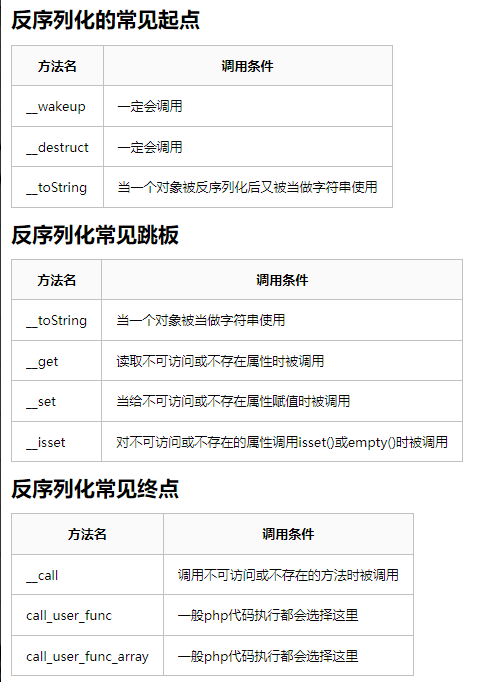 反序列化的常见起点
方法名 调用条件
__wakeup 一定会调用
__destruct 一定会调用
__toString 当一个对象被反序列化后又被当做字符串使用
反序列化常见跳板
方法名 调用条件
__toString 当一个对象被当做字符串使用
__get 读取不可访问或不存在属性时被调用
__set 当给不可访问或不存在属性赋值时被调用
__isset 对不可访问或不存在的属性调用isset()或empty()时被调用
反序列化常见终点
方法名 调用条件
__call 调用不可访问或不存在的方法时被调用
call_user_func 一般php代码执行都会选择这里
call_user_func_array 一般php代码执行都会选择这里